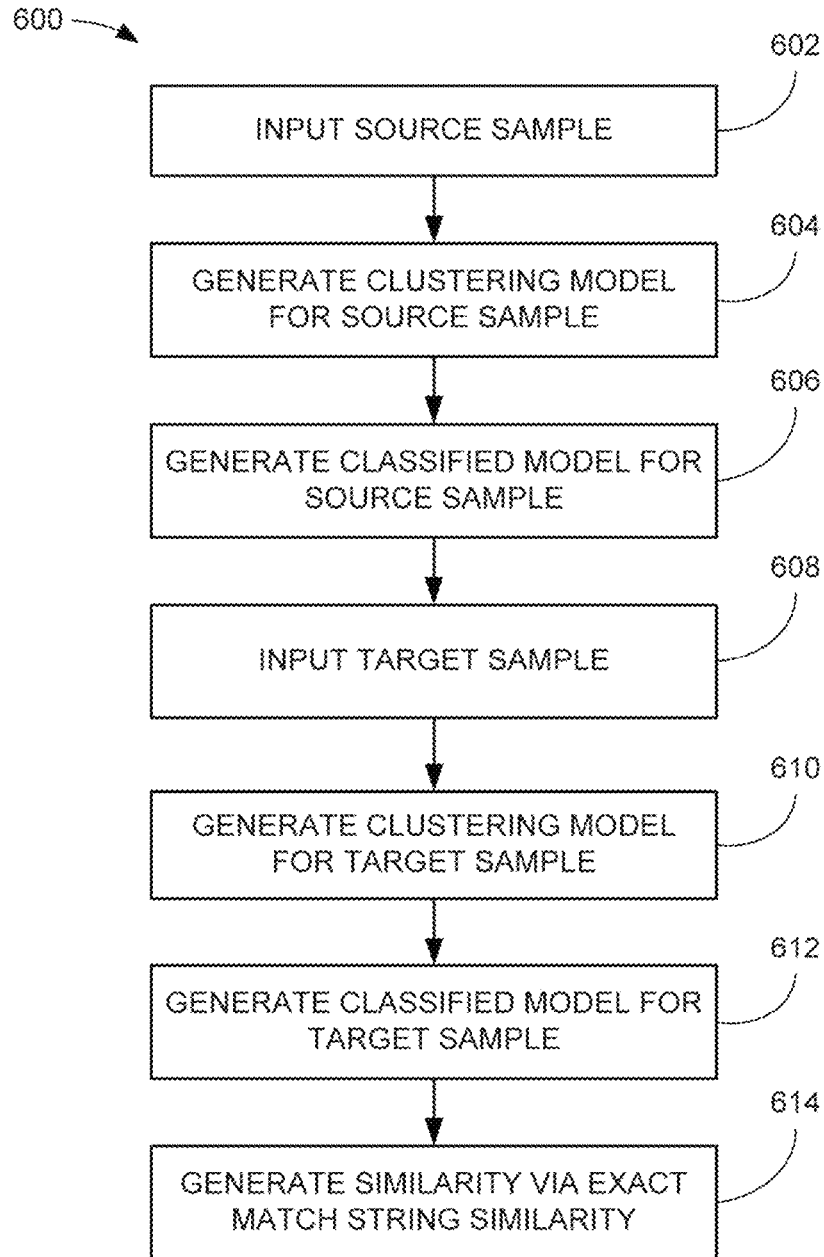 600
602
INPUT SOURCE SAMPLE
604
GENERATE CLUSTERING MODEL
FOR SOURCE SAMPLE
606
GENERATE CLASSIFIED MODEL FOR
SOURCE SAMPLE
608
INPUT TARGET SAMPLE
610
GENERATE CLUSTERING MODEL
FOR TARGET SAMPLE
612
GENERATE CLASSIFIED MODEL FOR
TARGET SAMPLE
614
GENERATE SIMILARITY VIA EXACT
MATCH STRING SIMILARITY